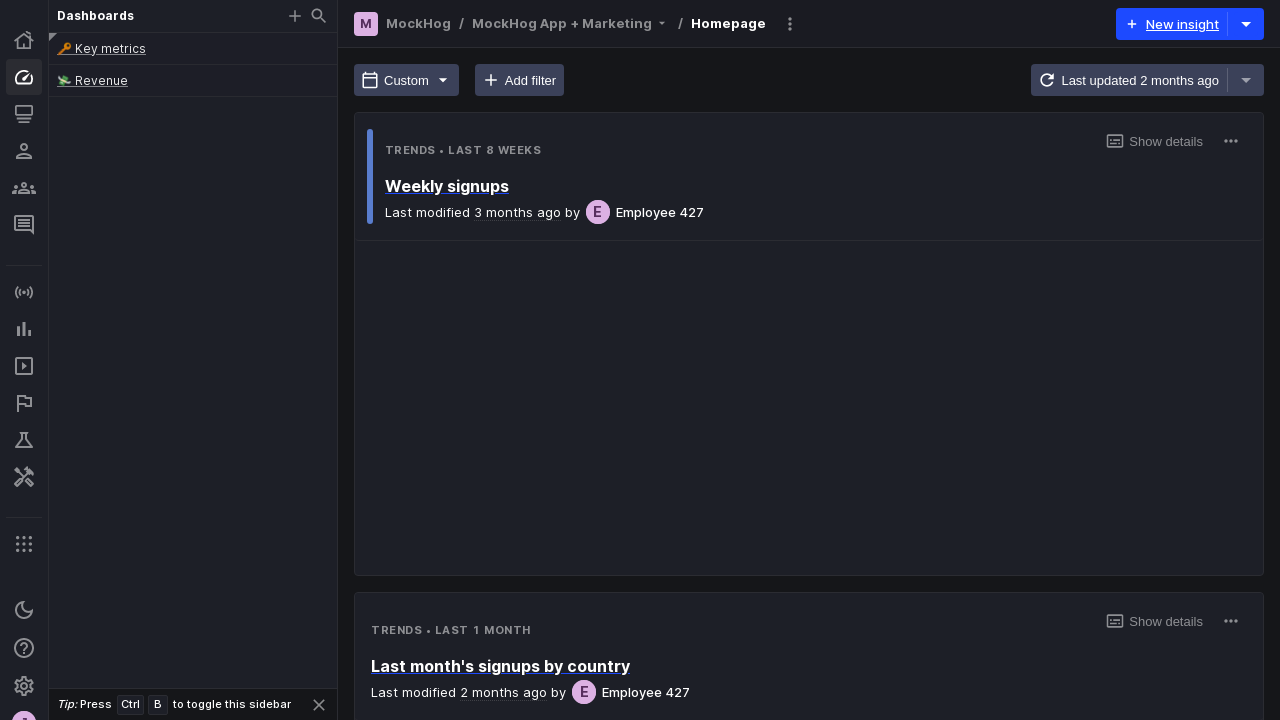 Dashboards
🔑 Key metrics
💸 Revenue
Tip: Press Ctrl B to toggle this sidebar
M MockHog / MockHog App + Marketing / Homepage
New insight
Custom
Add filter
Last updated 2 months ago
TRENDS • LAST 8 WEEKS
Show details
Weekly signups
Last modified 3 months ago by E Employee 427
TRENDS • LAST 1 MONTH
Show details
Last month's signups by country
Last modified 2 months ago by E Employee 427